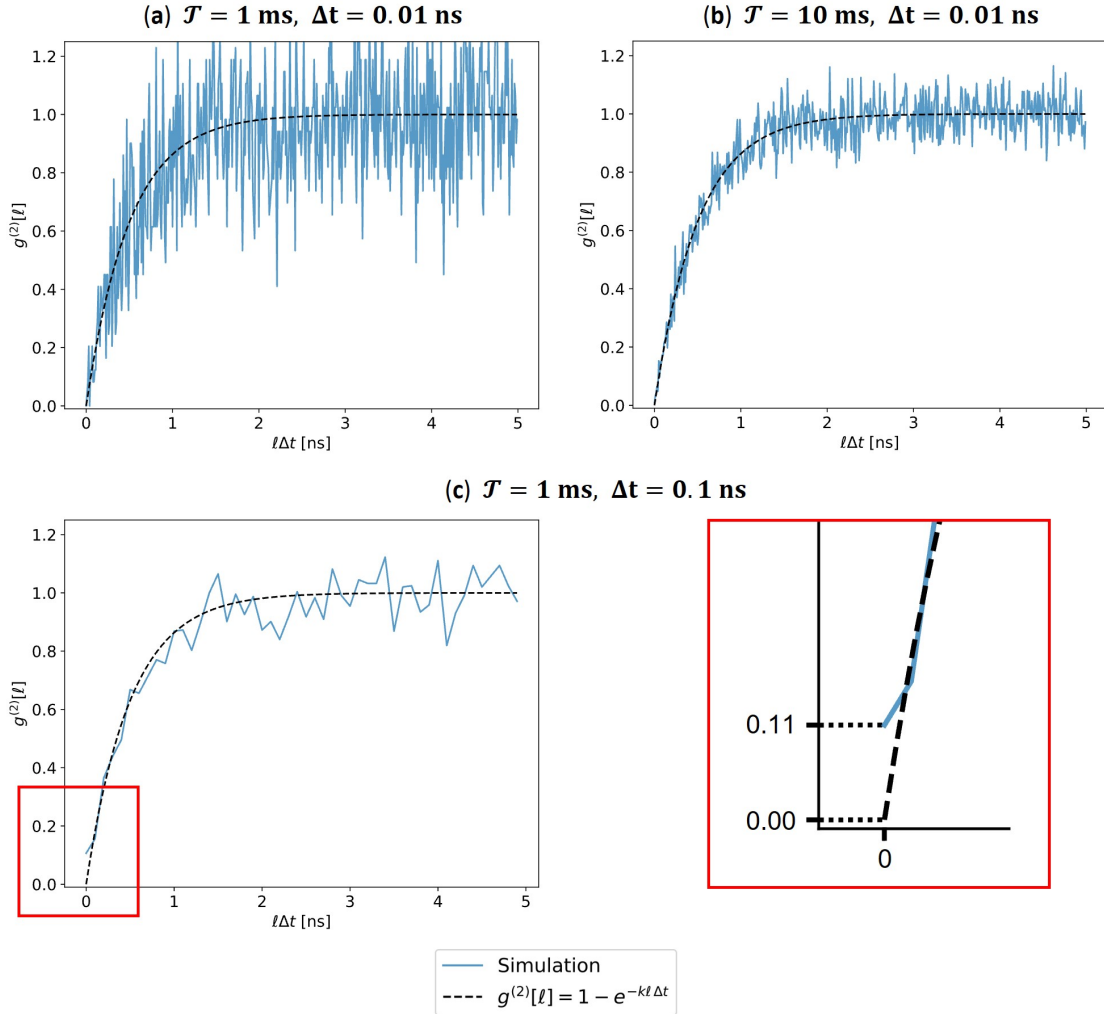 (a) 𝒯 = 1 ms, Δt = 0.01 ns
(b) 𝒯 = 10 ms, Δt = 0.01 ns
1.2
1.0
0.8
0.6
0.4
0.2
0.0
g⁽²⁾[ℓ]
0 1 2 3 4 5
ℓΔt [ns]
1.2
1.0
0.8
0.6
0.4
0.2
0.0
g⁽²⁾[ℓ]
0 1 2 3 4 5
ℓΔt [ns]
(c) 𝒯 = 1 ms, Δt = 0.1 ns
1.2
1.0
0.8
0.6
0.4
0.2
0.0
g⁽²⁾[ℓ]
0 1 2 3 4 5
ℓΔt [ns]
0.11
0.00
0
Simulation
g⁽²⁾[ℓ] = 1 − e^{−kℓΔt}